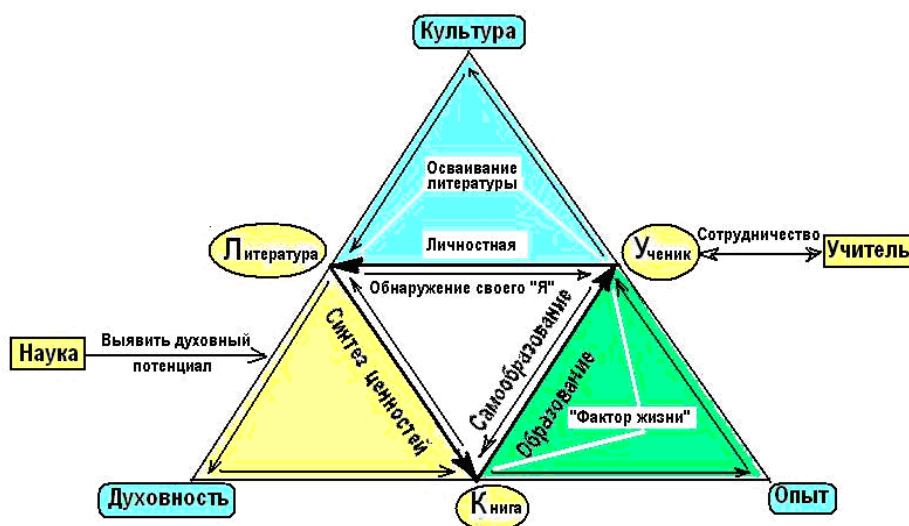 Культура
Осваивание
литературы
Литература
Личностная
Ученик
Сотрудничество
Учитель
Обнаружение своего "Я"
Наука
Выявить духовный
потенциал
Синтез ценностей
Самообразование
Образование
"Фактор жизни"
Духовность
Книга
Опыт